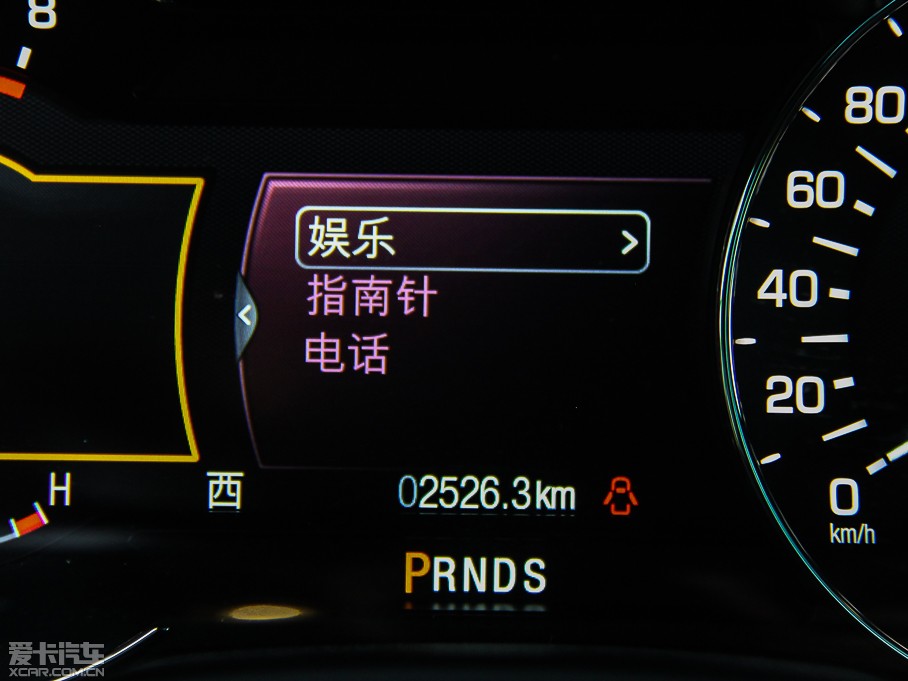 8
娱乐 >
指南针
电话
<
80
60
40
20
0
km/h
H
西
02526.3km
PRNDS
爱卡汽车
XCAR.COM.CN